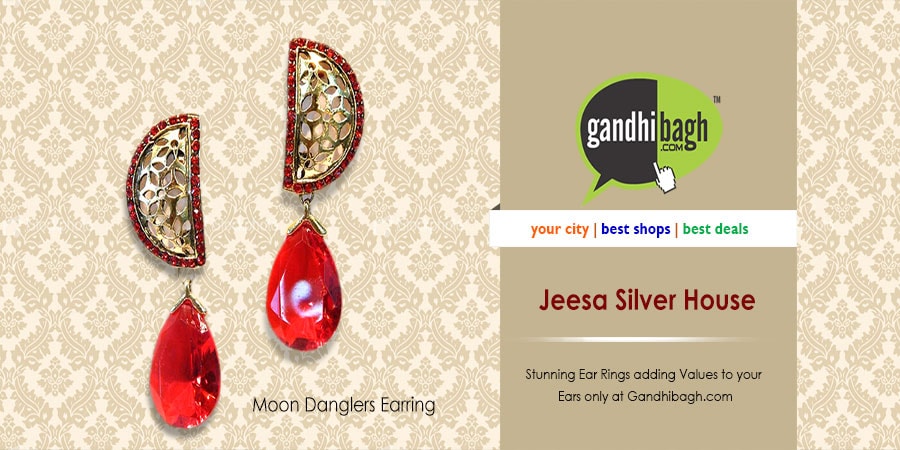 gandhibagh
.COM
TM
your city | best shops | best deals
Jeesa Silver House
Stunning Ear Rings adding Values to your
Ears only at Gandhibagh.com
Moon Danglers Earring